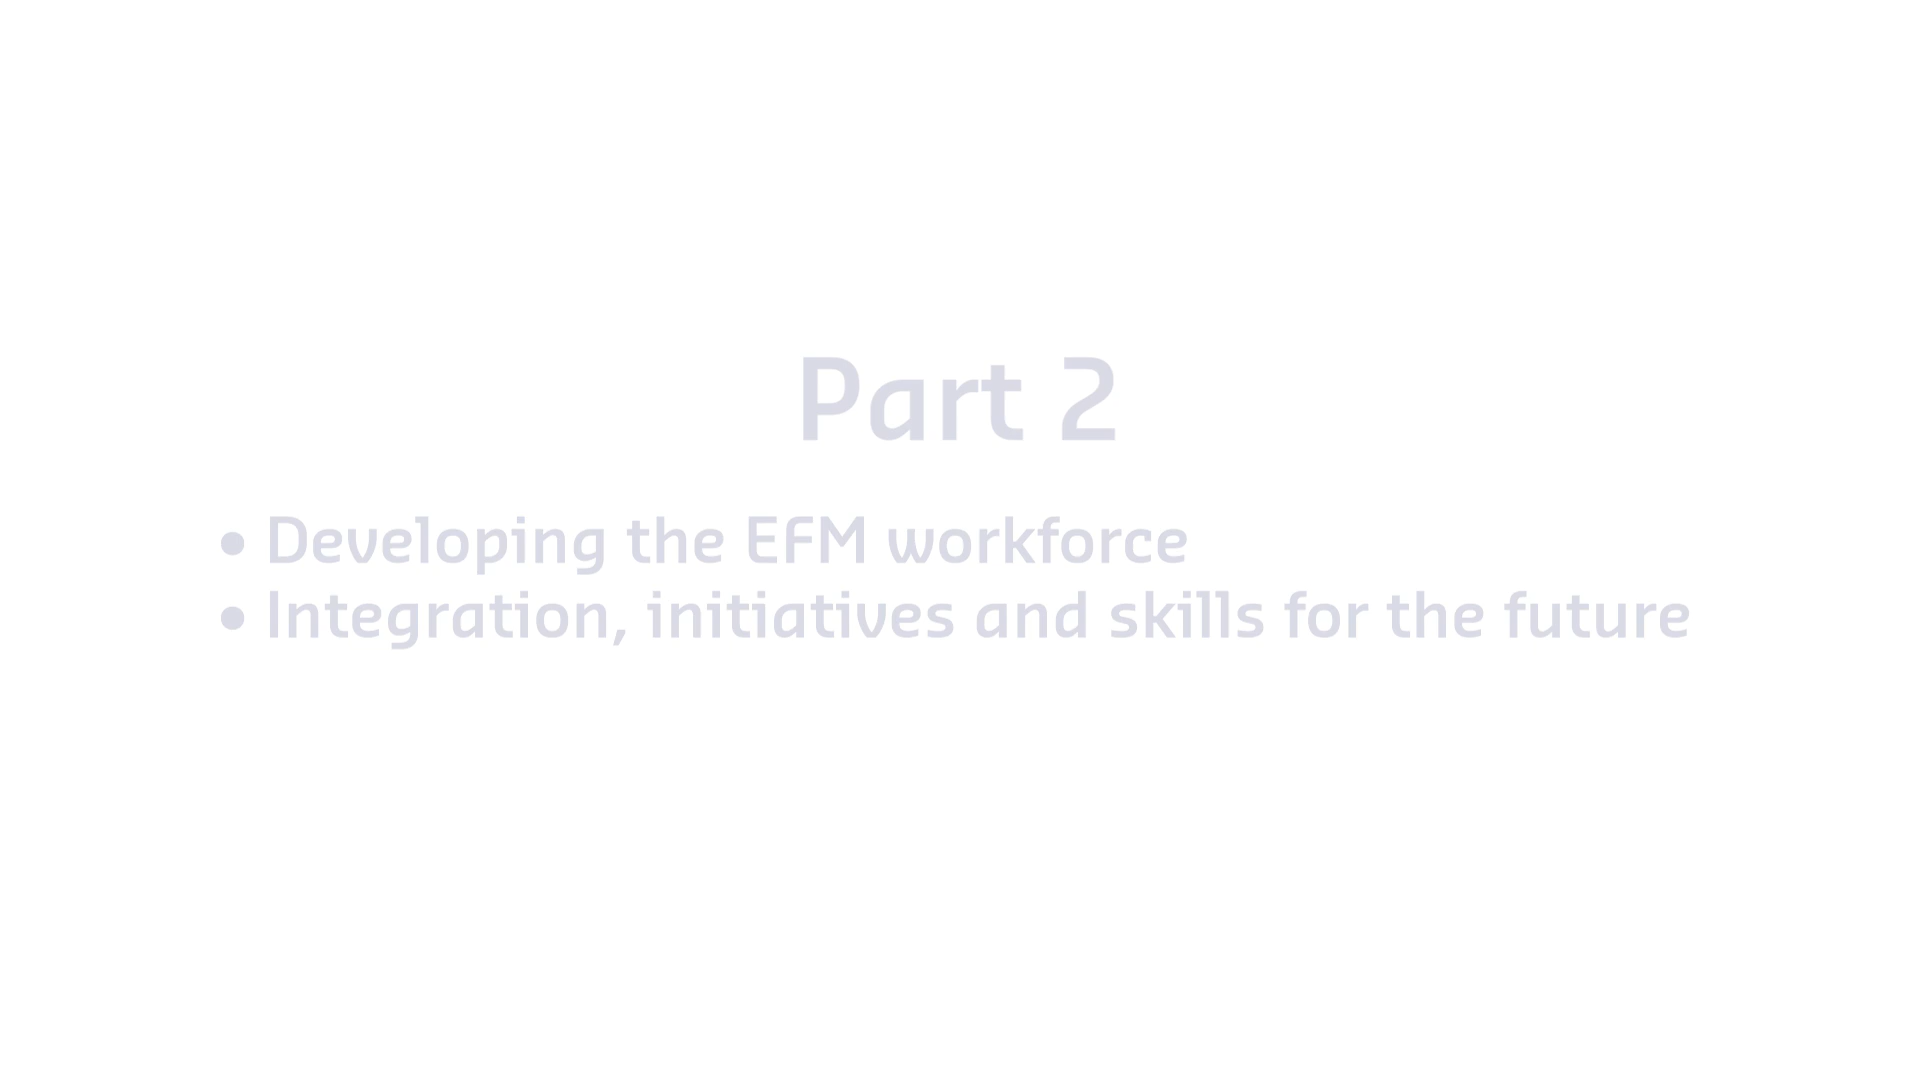 Part 2
• Developing the EFM workforce
• Integration, initiatives and skills for the future